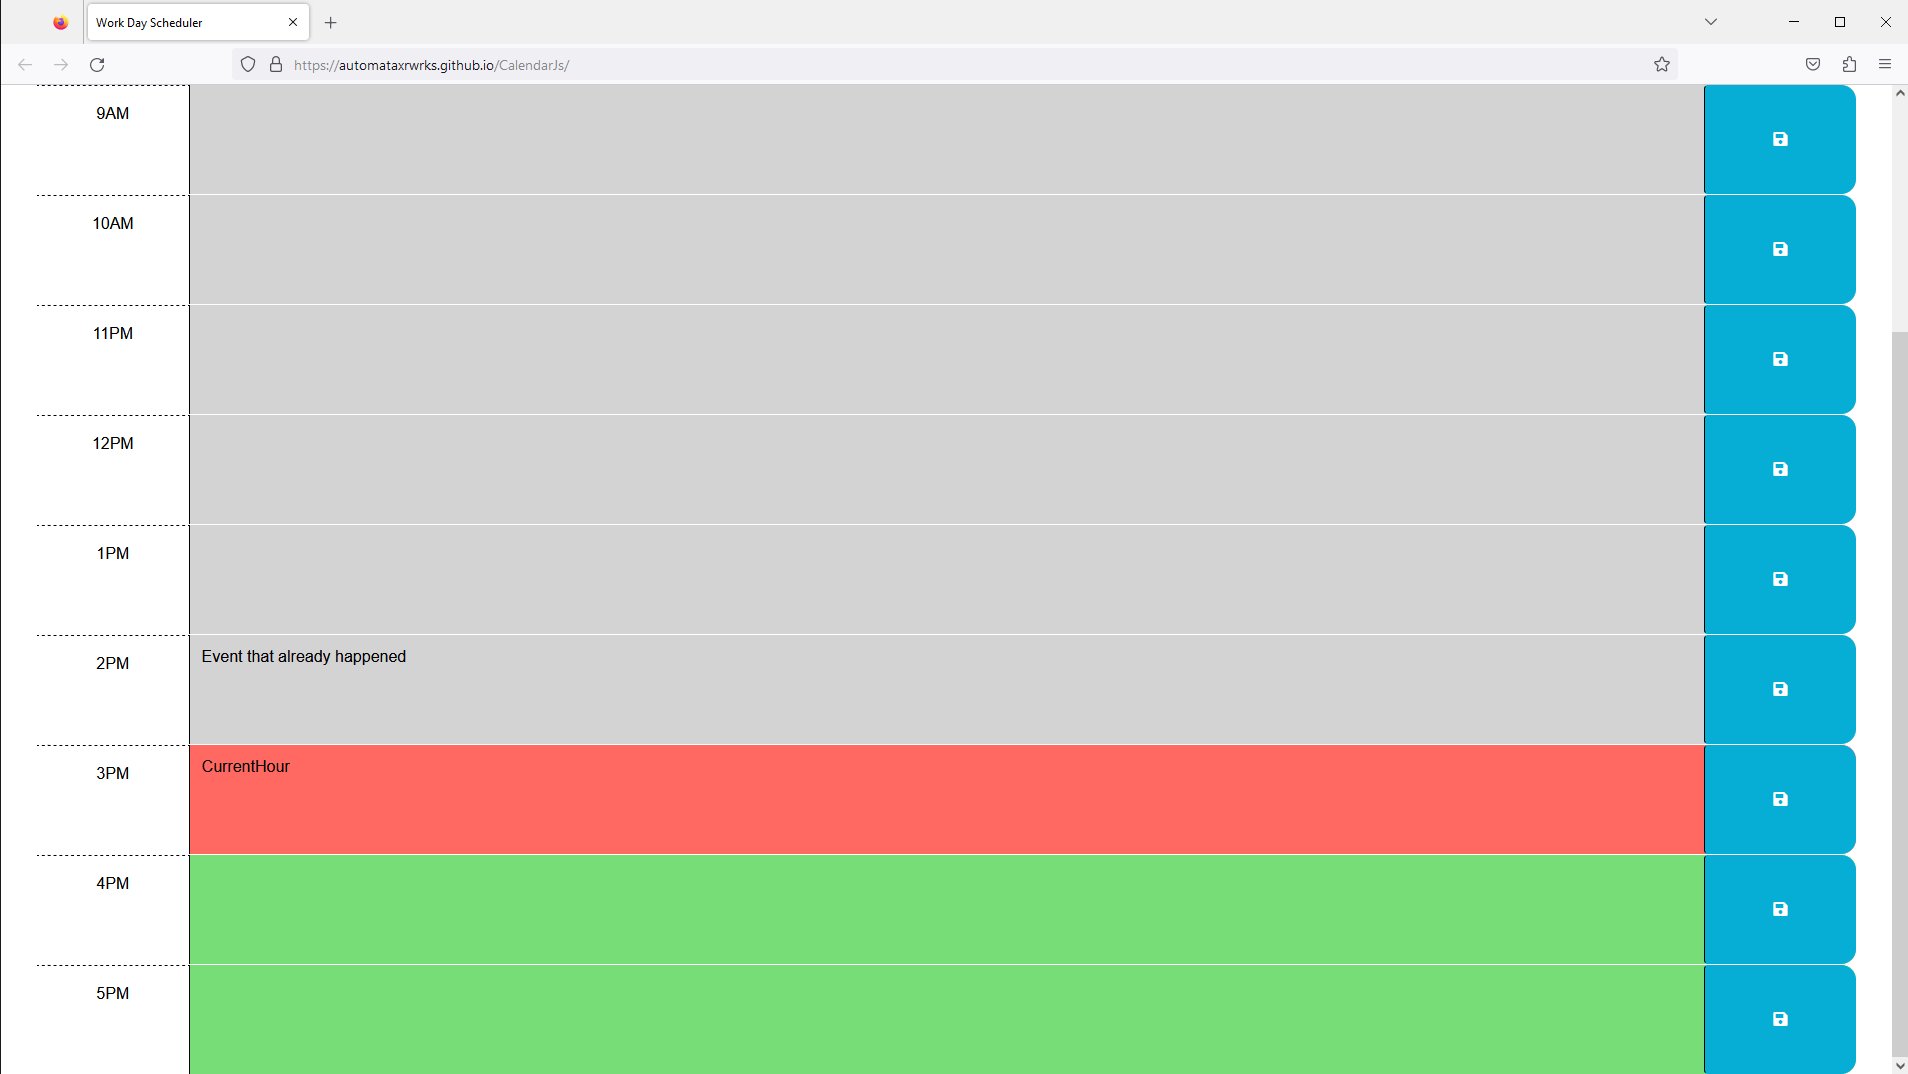 Work Day Scheduler
https://automataxrwrks.github.io/CalendarJs/
9AM
10AM
11PM
12PM
1PM
2PM
Event that already happened
3PM
CurrentHour
4PM
5PM